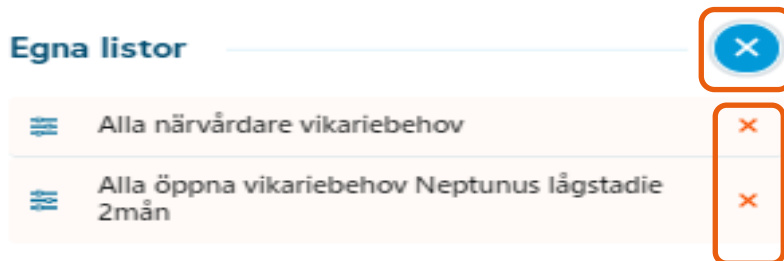 Egna listor
Alla närvårdare vikariebehov
Alla öppna vikariebehov Neptunus lågstadie
2mån